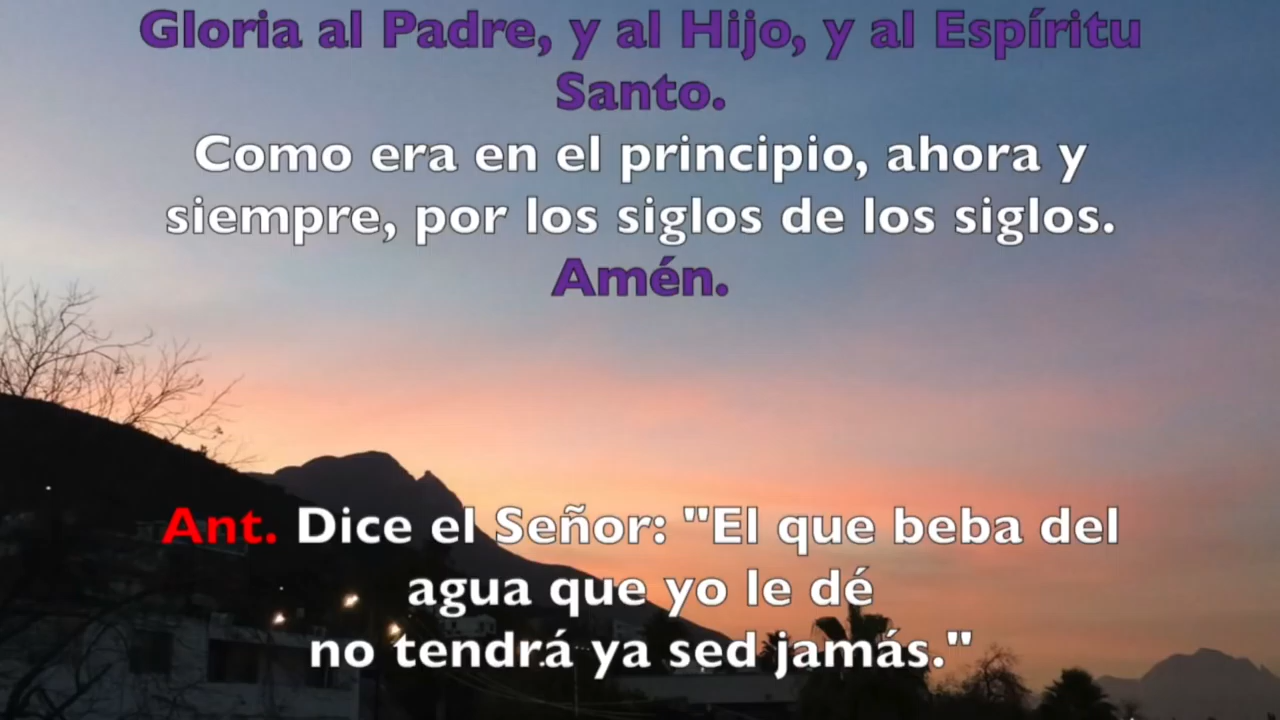 Gloria al Padre, y al Hijo, y al Espíritu
Santo.
Como era en el principio, ahora y
siempre, por los siglos de los siglos.
Amén.
Ant. Dice el Señor: "El que beba del
agua que yo le dé
no tendrá ya sed jamás."